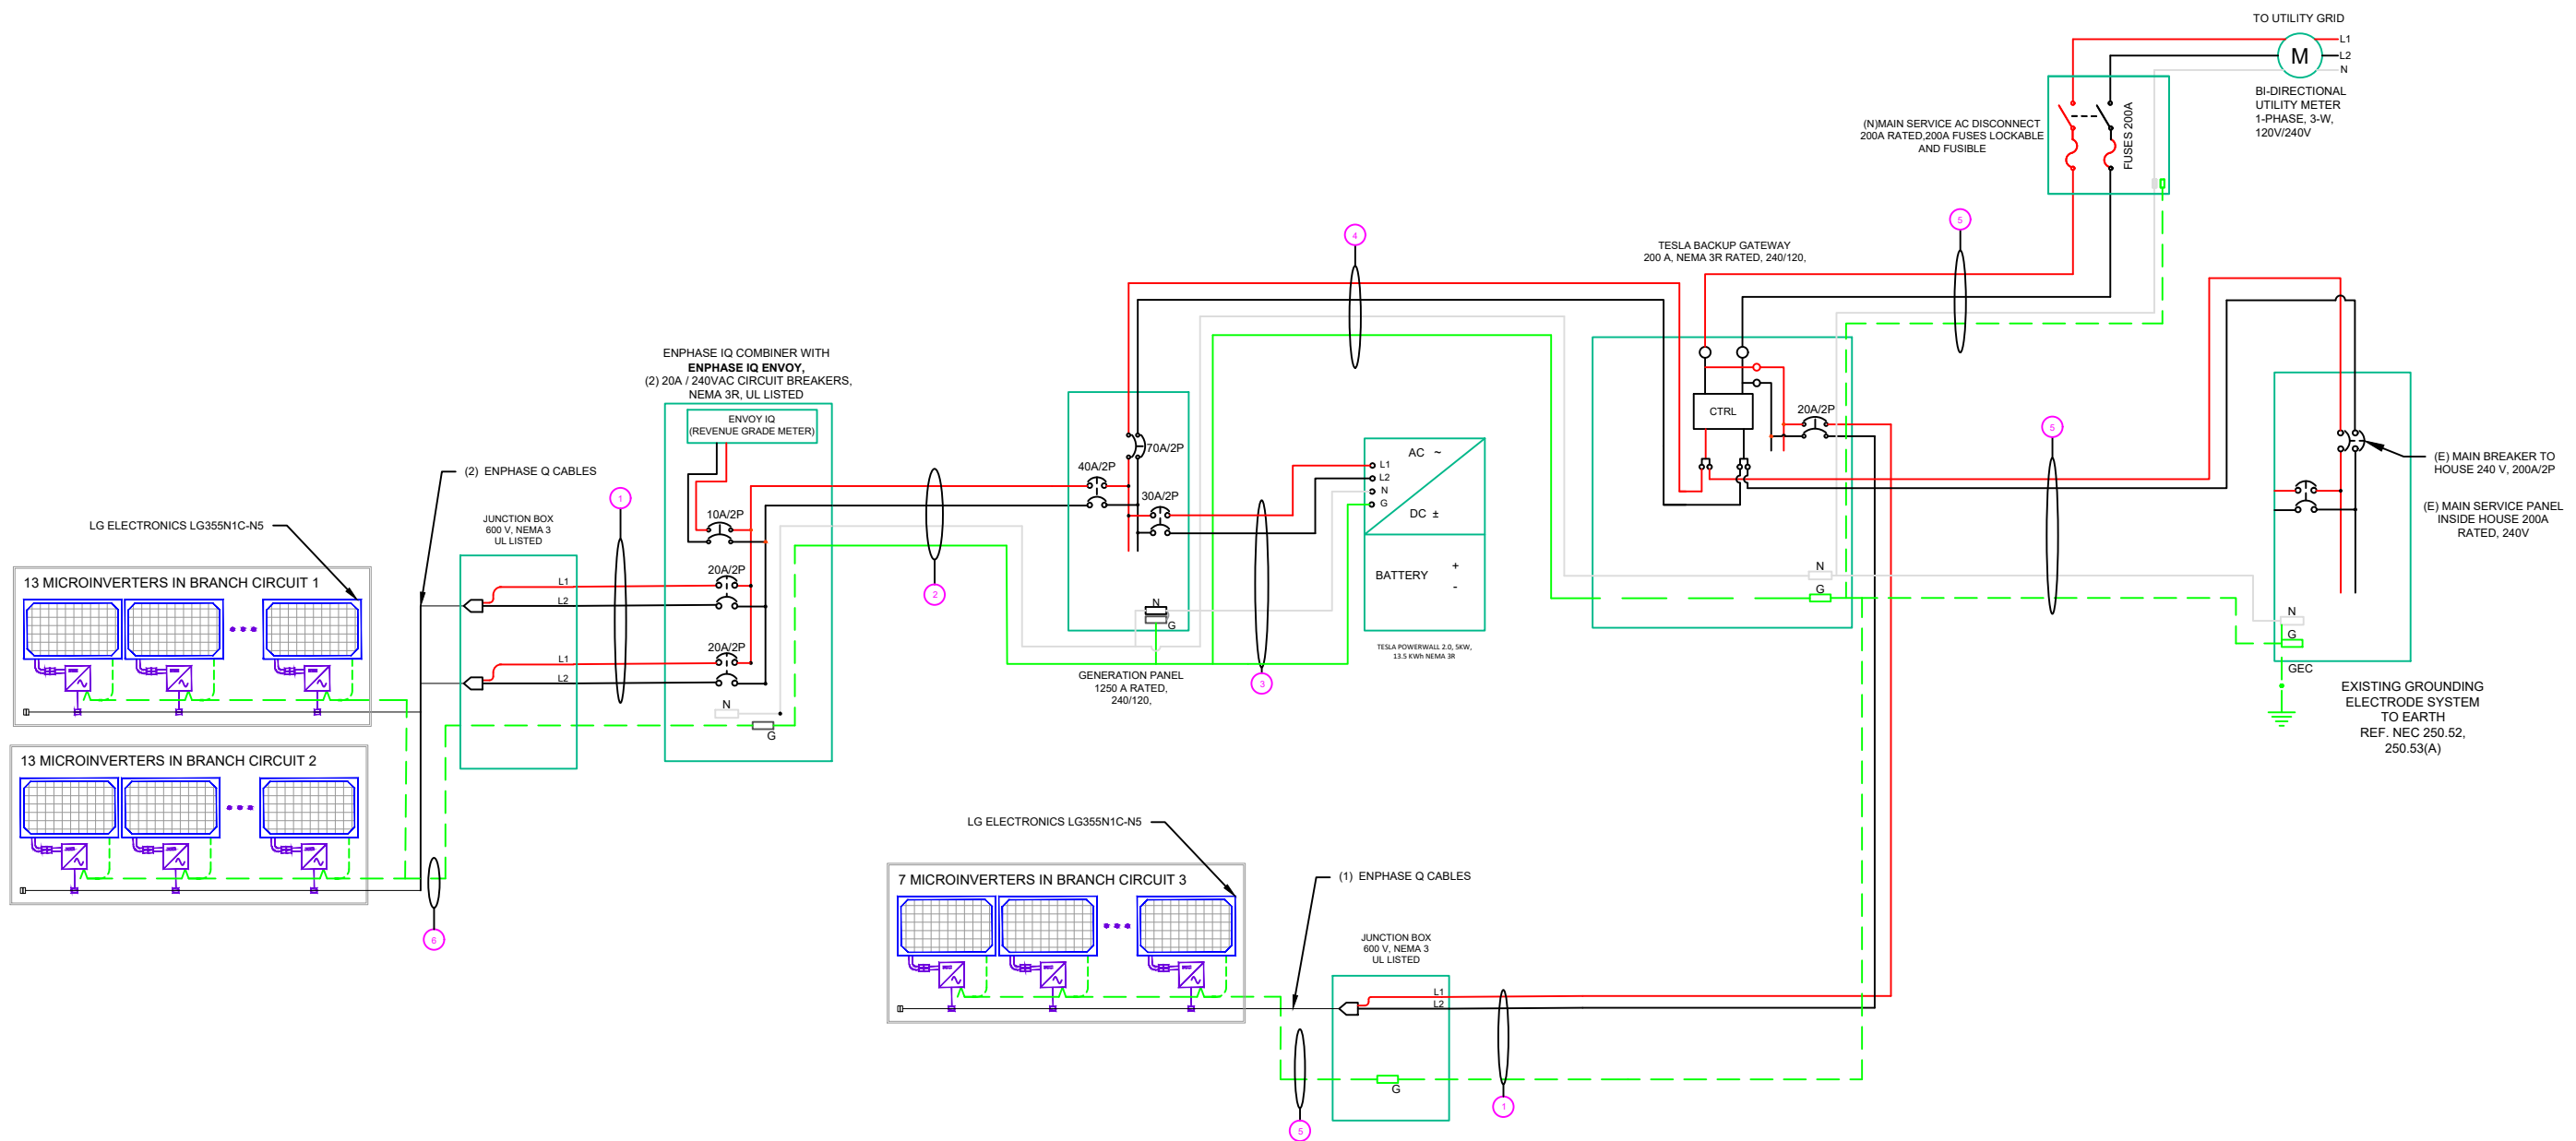 TO UTILITY GRID
L1
L2
N
M
BI-DIRECTIONAL
UTILITY METER
1-PHASE, 3-W,
120V/240V
FUSES 200A
(N)MAIN SERVICE AC DISCONNECT
200A RATED,200A FUSES LOCKABLE
AND FUSIBLE
5
4
TESLA BACKUP GATEWAY
200 A, NEMA 3R RATED, 240/120,
CTRL
20A/2P
N
G
5
(E) MAIN BREAKER TO
HOUSE 240 V, 200A/2P
(E) MAIN SERVICE PANEL
INSIDE HOUSE 200A
RATED, 240V
N
G
GEC
EXISTING GROUNDING
ELECTRODE SYSTEM
TO EARTH
REF. NEC 250.52,
250.53(A)
ENPHASE IQ COMBINER WITH
ENPHASE IQ ENVOY,
(2) 20A / 240VAC CIRCUIT BREAKERS,
NEMA 3R, UL LISTED
ENVOY IQ
(REVENUE GRADE METER)
10A/2P
20A/2P
20A/2P
N
G
2
40A/2P
70A/2P
30A/2P
N
G
GENERATION PANEL
1250 A RATED,
240/120,
3
AC ~
L1
L2
N
G
DC ±
BATTERY
+
-
TESLA POWERWALL 2.0, 5KW,
13.5 KWh NEMA 3R
(2) ENPHASE Q CABLES
1
LG ELECTRONICS LG355N1C-N5
JUNCTION BOX
600 V, NEMA 3
UL LISTED
L1
L2
L1
L2
13 MICROINVERTERS IN BRANCH CIRCUIT 1
13 MICROINVERTERS IN BRANCH CIRCUIT 2
6
LG ELECTRONICS LG355N1C-N5
7 MICROINVERTERS IN BRANCH CIRCUIT 3
(1) ENPHASE Q CABLES
JUNCTION BOX
600 V, NEMA 3
UL LISTED
L1
L2
G
1
5